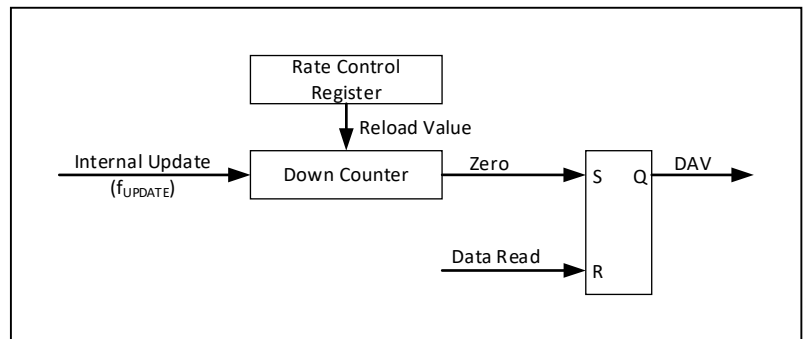 Rate Control
Register
Reload Value
Internal Update
(fUPDATE)
Down Counter
Zero
S Q
DAV
Data Read
R